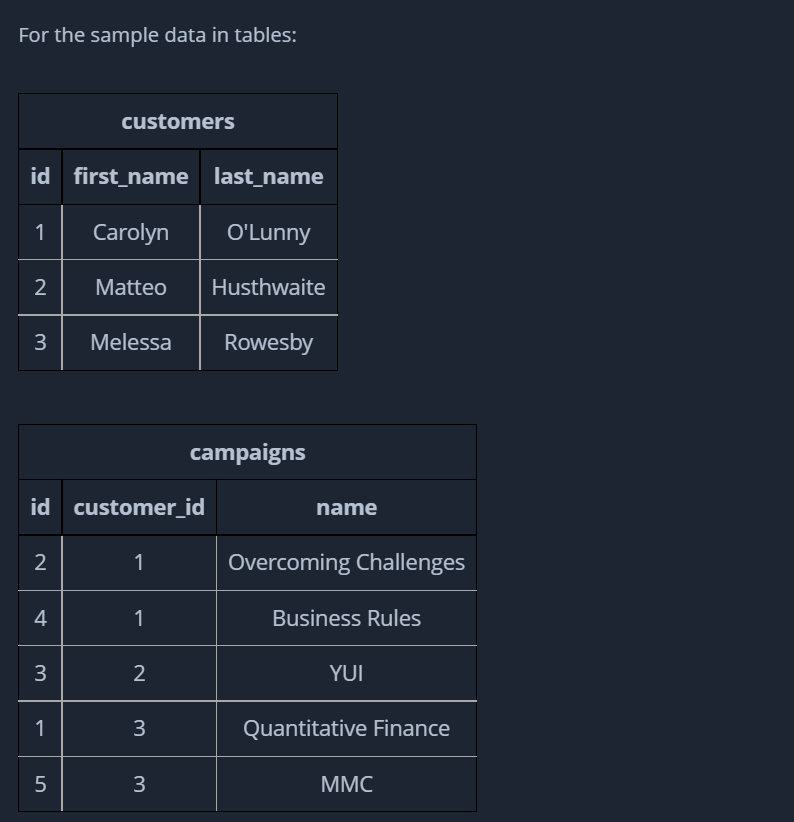 For the sample data in tables:
customers
id first_name last_name
1 Carolyn O'Lunny
2 Matteo Husthwaite
3 Melessa Rowesby
campaigns
id customer_id name
2 1 Overcoming Challenges
4 1 Business Rules
3 2 YUI
1 3 Quantitative Finance
5 3 MMC